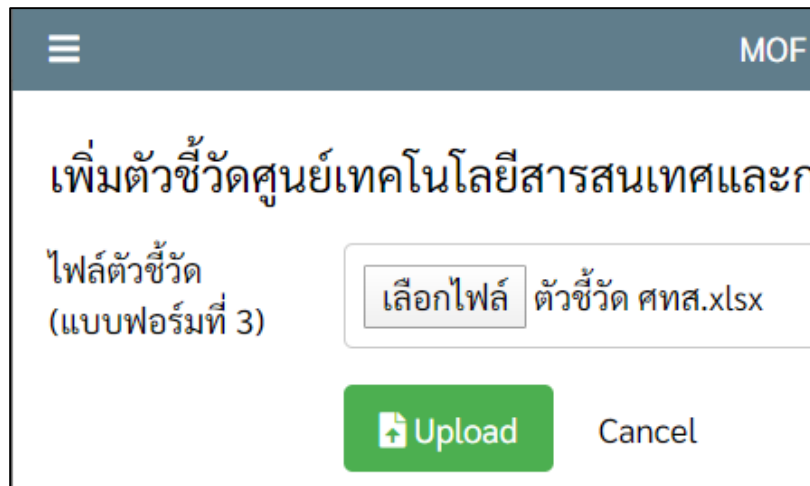 MOF
เพิ่มตัวชี้วัดศูนย์เทคโนโลยีสารสนเทศและก
ไฟล์ตัวชี้วัด
(แบบฟอร์มที่ 3)
เลือกไฟล์ ตัวชี้วัด ศทส.xlsx
Upload Cancel